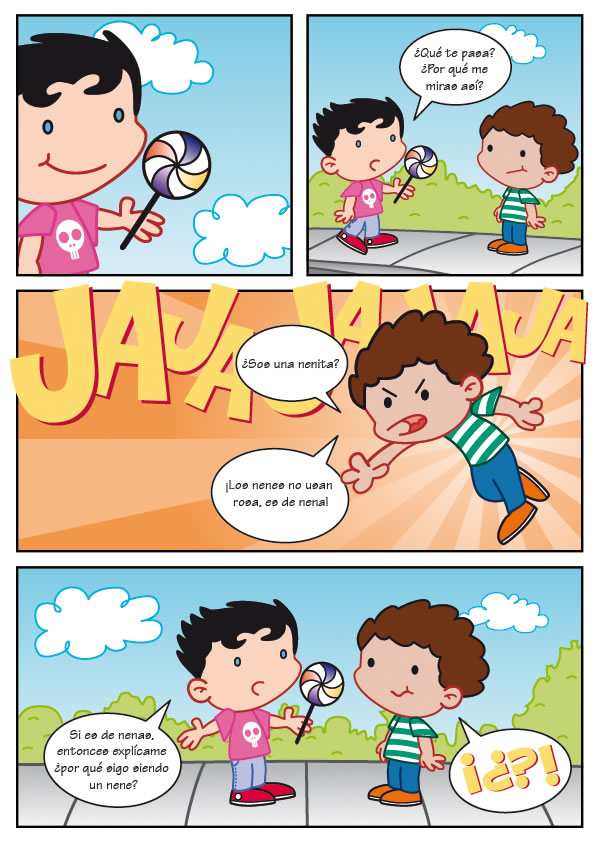 ¿Qué te pasa?
¿Por qué me
miras así?
JAJAJAJAJAJA
¿Sos una nenita?
¡Los nenes no usan
rosa, es de nena!
Si es de nenas,
entonces explícame
¿por qué sigo siendo
un nene?
¡¿?!